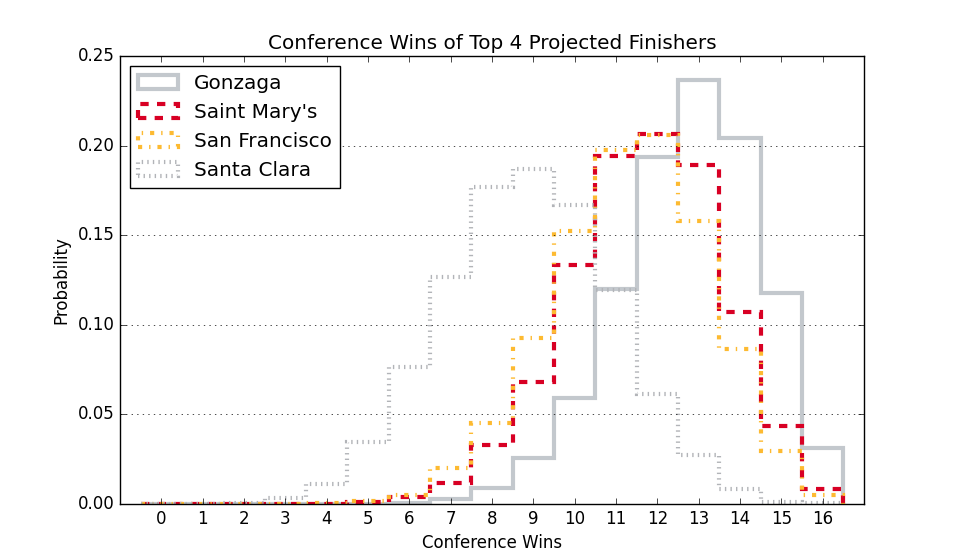 Conference Wins of Top 4 Projected Finishers
Gonzaga
Saint Mary's
San Francisco
Santa Clara
Probability
0.25
0.20
0.15
0.10
0.05
0.00
0 1 2 3 4 5 6 7 8 9 10 11 12 13 14 15 16
Conference Wins